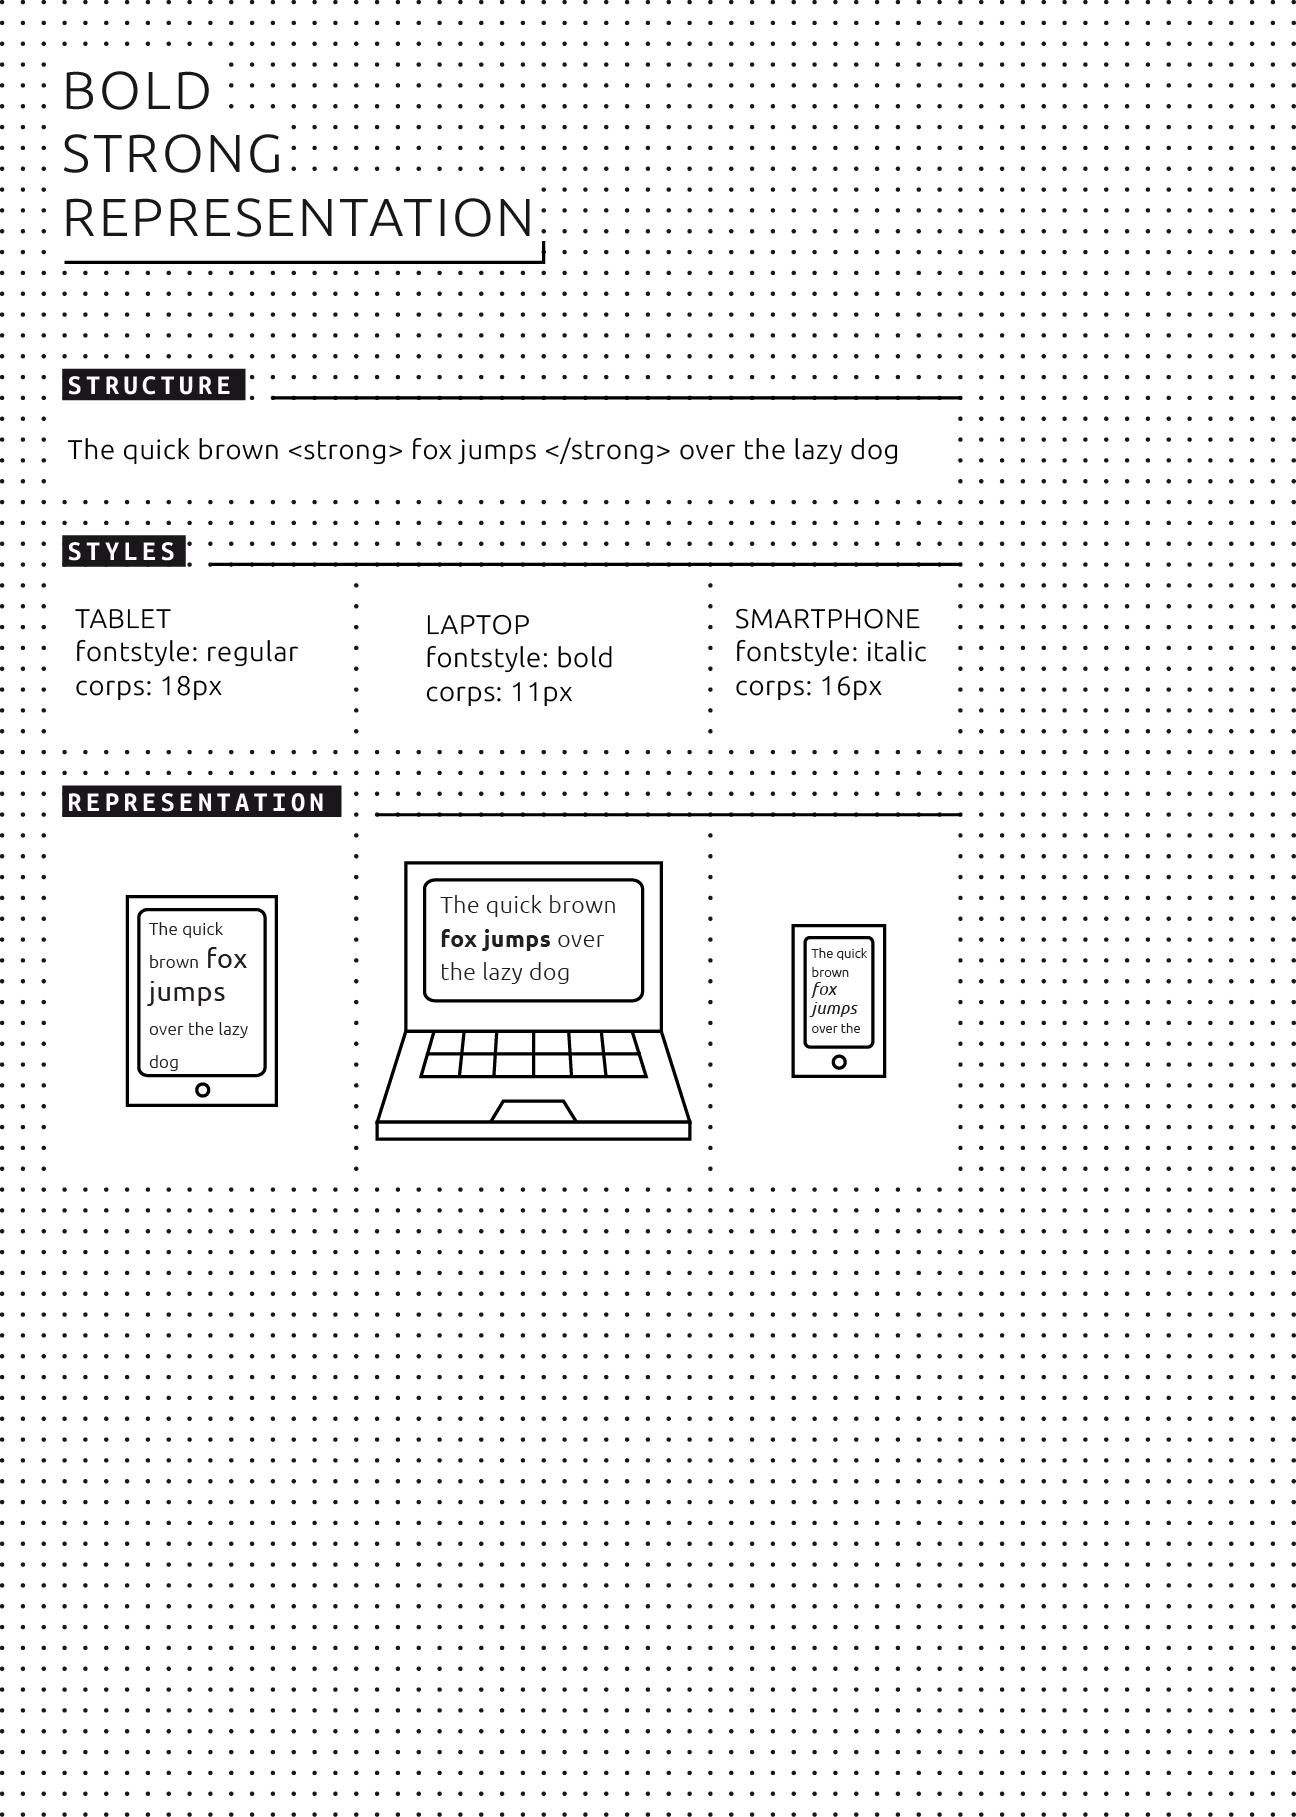 BOLD
STRONG
REPRESENTATION
STRUCTURE
The quick brown <strong> fox jumps </strong> over the lazy dog
STYLES
TABLET
fontstyle: regular
corps: 18px
LAPTOP
fontstyle: bold
corps: 11px
SMARTPHONE
fontstyle: italic
corps: 16px
REPRESENTATION
The quick
brown fox
jumps
over the lazy
dog
The quick brown
fox jumps over
the lazy dog
The quick
brown
fox
jumps
over the